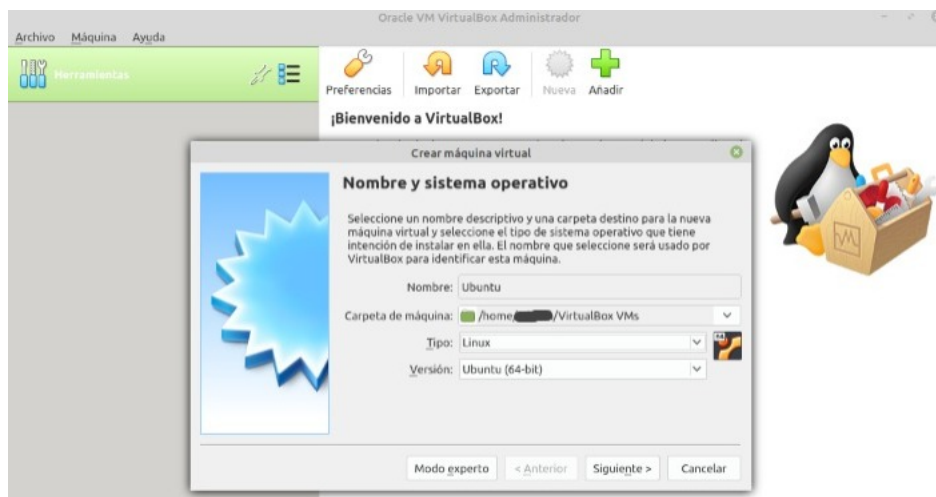 Oracle VM VirtualBox Administrador
Archivo Máquina Ayuda
Herramientas
Preferencias Importar Exportar Nueva Añadir
¡Bienvenido a VirtualBox!
Crear máquina virtual
Nombre y sistema operativo
Seleccione un nombre descriptivo y una carpeta destino para la nueva
máquina virtual y seleccione el tipo de sistema operativo que tiene
intención de instalar en ella. El nombre que seleccione será usado por
VirtualBox para identificar esta máquina.
Nombre: Ubuntu
Carpeta de máquina: /home/ /VirtualBox VMs
Tipo: Linux
Versión: Ubuntu (64-bit)
Modo experto < Anterior Siguiente > Cancelar